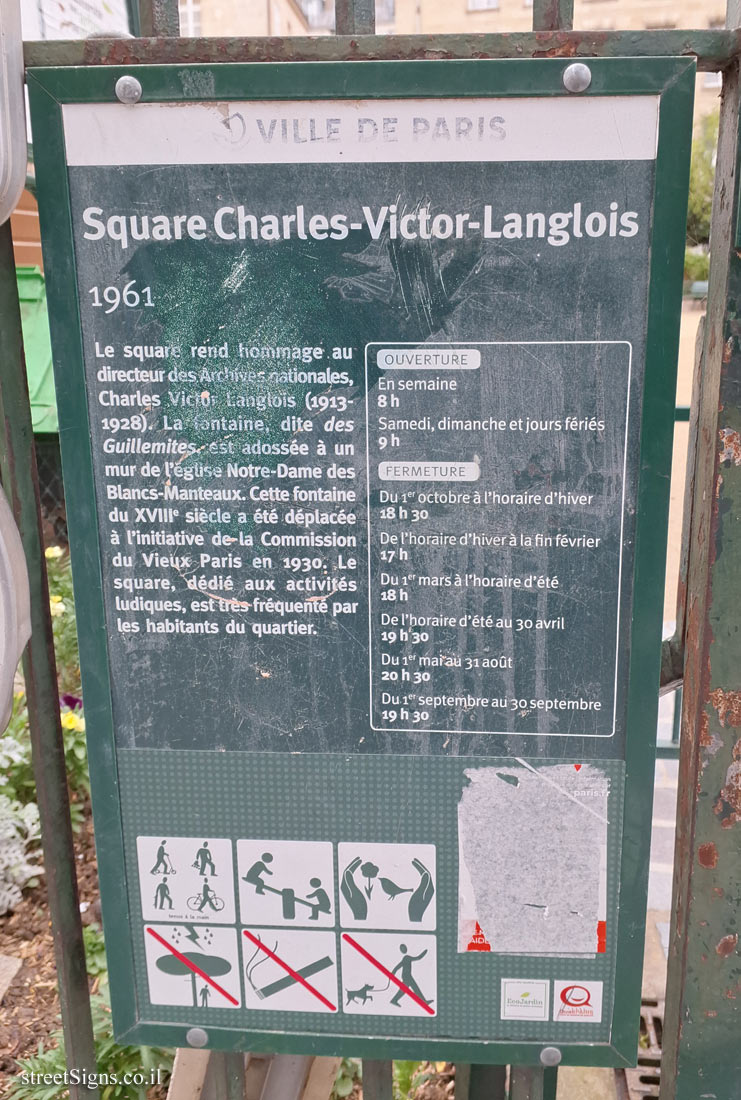 VILLE DE PARIS
Square Charles-Victor-Langlois
1961
Le square rend hommage au
directeur des Archives nationales,
Charles Victor Langlois (1913-
1928). La fontaine, dite des
Guillemites, est adossée à un
mur de l'église Notre-Dame des
Blancs-Manteaux. Cette fontaine
du XVIIIe siècle a été déplacée
à l'initiative de la Commission
du Vieux Paris en 1930. Le
square, dédié aux activités
ludiques, est très fréquenté par
les habitants du quartier.
OUVERTURE
En semaine
8 h
Samedi, dimanche et jours fériés
9 h
FERMETURE
Du 1er octobre à l'horaire d'hiver
18 h 30
De l'horaire d'hiver à la fin février
17 h
Du 1er mars à l'horaire d'été
18 h
De l'horaire d'été au 30 avril
19 h 30
Du 1er mai au 31 août
20 h 30
Du 1er septembre au 30 septembre
19 h 30
paris.fr
tenus à la main
EcoJardin
streetSigns.co.il